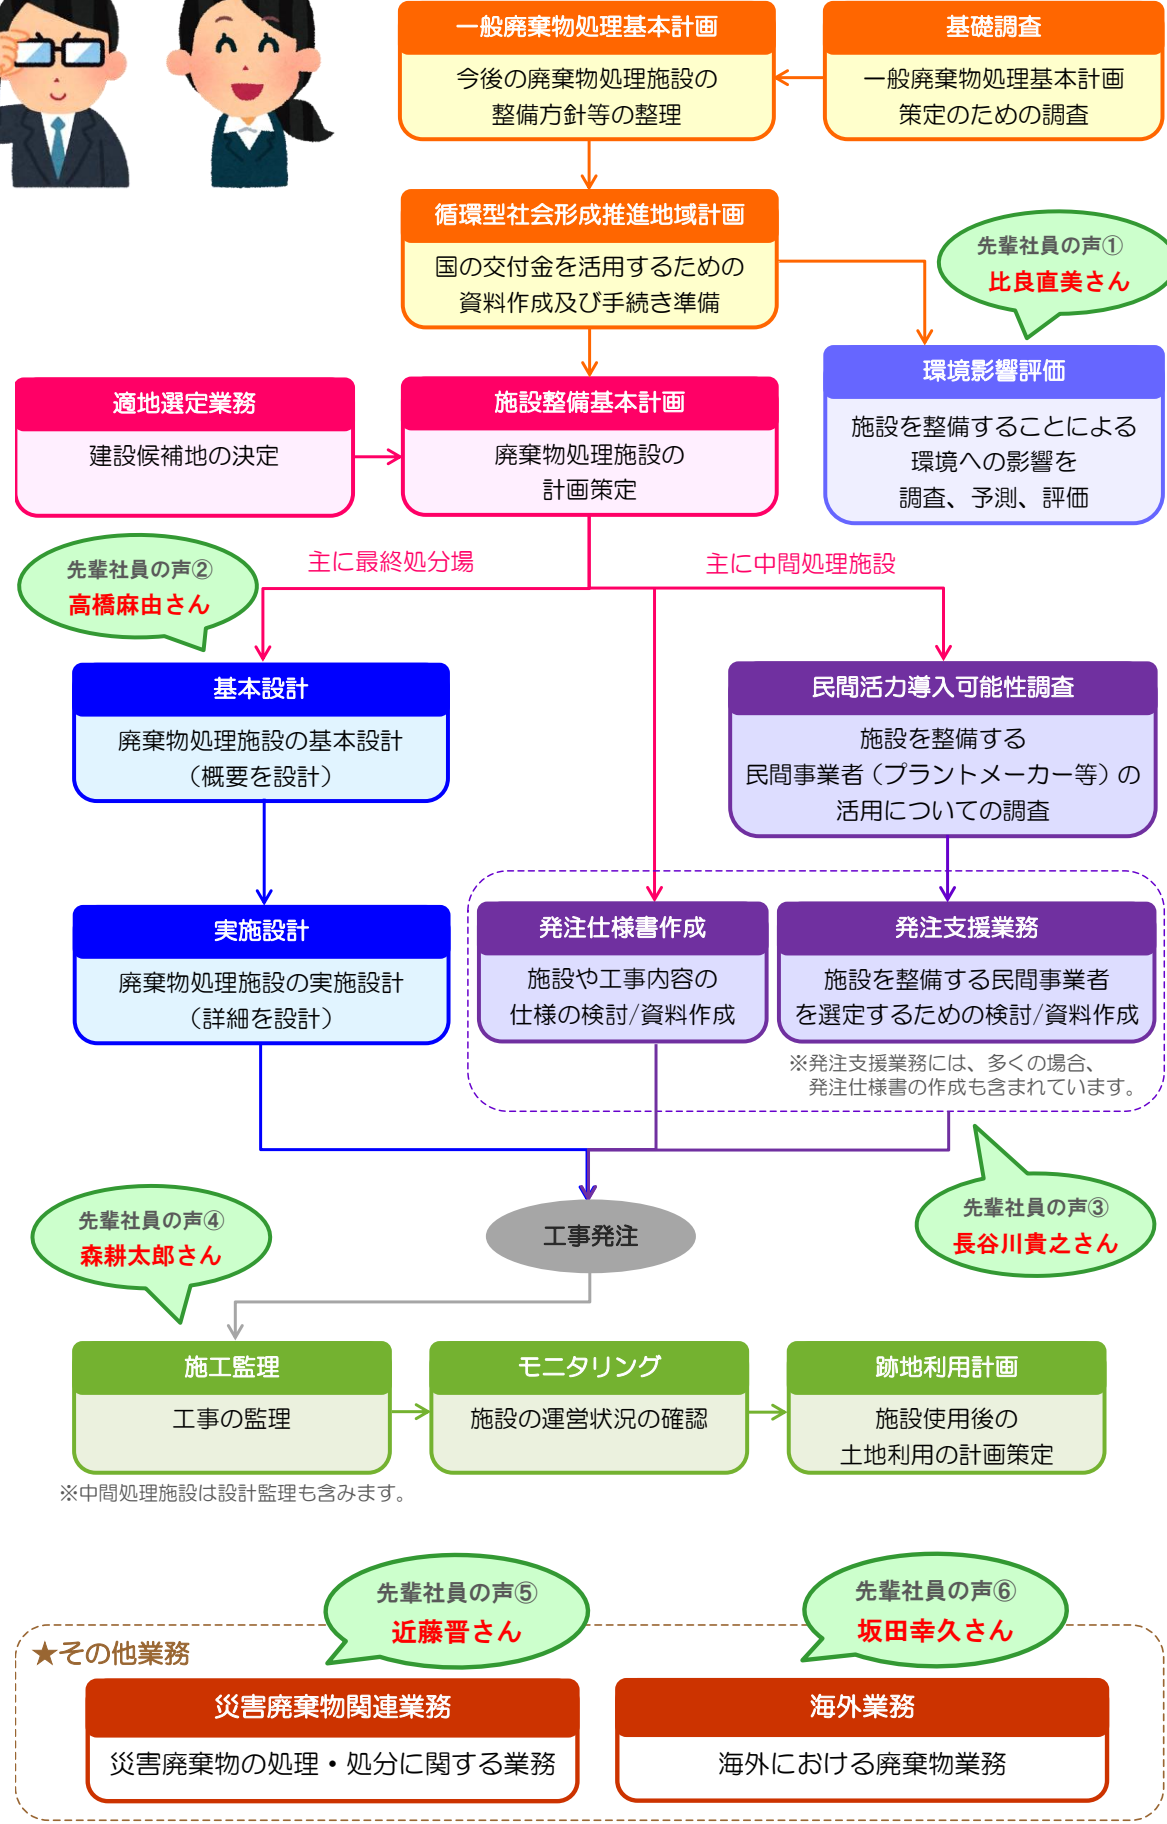 一般廃棄物処理基本計画
今後の廃棄物処理施設の
整備方針等の整理
基礎調査
一般廃棄物処理基本計画
策定のための調査
循環型社会形成推進地域計画
国の交付金を活用するための
資料作成及び手続き準備
先輩社員の声①
比良直美さん
環境影響評価
施設を整備することによる
環境への影響を
調査、予測、評価
適地選定業務
建設候補地の決定
施設整備基本計画
廃棄物処理施設の
計画策定
主に最終処分場
主に中間処理施設
先輩社員の声②
高橋麻由さん
基本設計
廃棄物処理施設の基本設計
（概要を設計）
民間活力導入可能性調査
施設を整備する
民間事業者（プラントメーカー等）の
活用についての調査
実施設計
廃棄物処理施設の実施設計
（詳細を設計）
発注仕様書作成
施設や工事内容の
仕様の検討/資料作成
発注支援業務
施設を整備する民間事業者
を選定するための検討/資料作成
※発注支援業務には、多くの場合、
発注仕様書の作成も含まれています。
先輩社員の声③
長谷川貴之さん
工事発注
先輩社員の声④
森耕太郎さん
施工監理
工事の監理
モニタリング
施設の運営状況の確認
跡地利用計画
施設使用後の
土地利用の計画策定
※中間処理施設は設計監理も含みます。
先輩社員の声⑤
近藤晋さん
先輩社員の声⑥
坂田幸久さん
★その他業務
災害廃棄物関連業務
災害廃棄物の処理・処分に関する業務
海外業務
海外における廃棄物業務